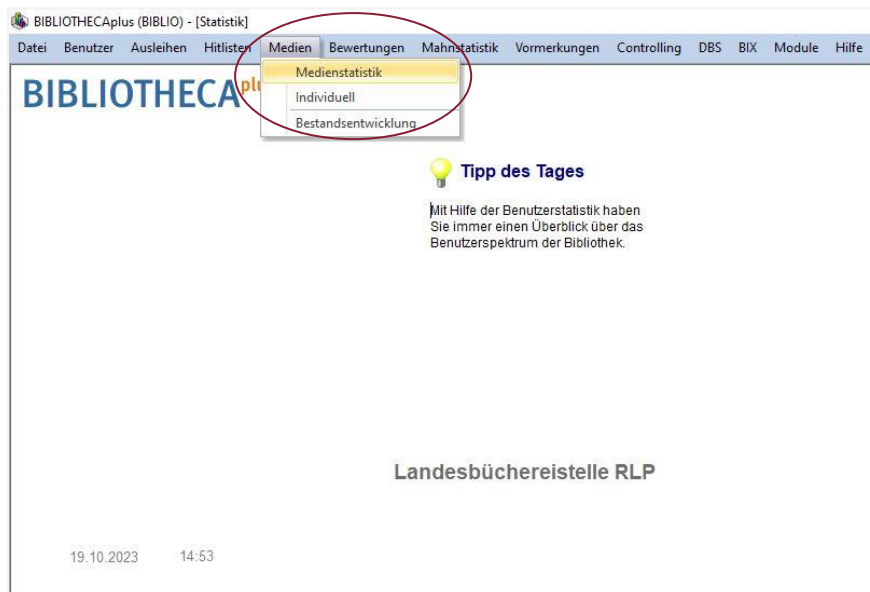 BIBLIOTHECAplus (BIBLIO) - [Statistik]
Datei Benutzer Ausleihen Hitlisten Medien Bewertungen Mahnstatistik Vormerkungen Controlling DBS BIX Module Hilfe
Medienstatistik
BIBLIOTHECA
Individuell
Bestandsentwicklung
Tipp des Tages
Mit Hilfe der Benutzerstatistik haben
Sie immer einen Überblick über das
Benutzerspektrum der Bibliothek.
Landesbüchereistelle RLP
19.10.2023 14:53